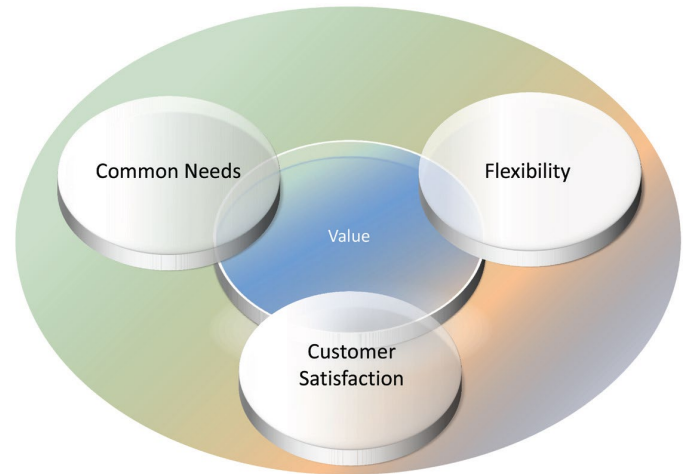 Common Needs
Flexibility
Value
Customer
Satisfaction